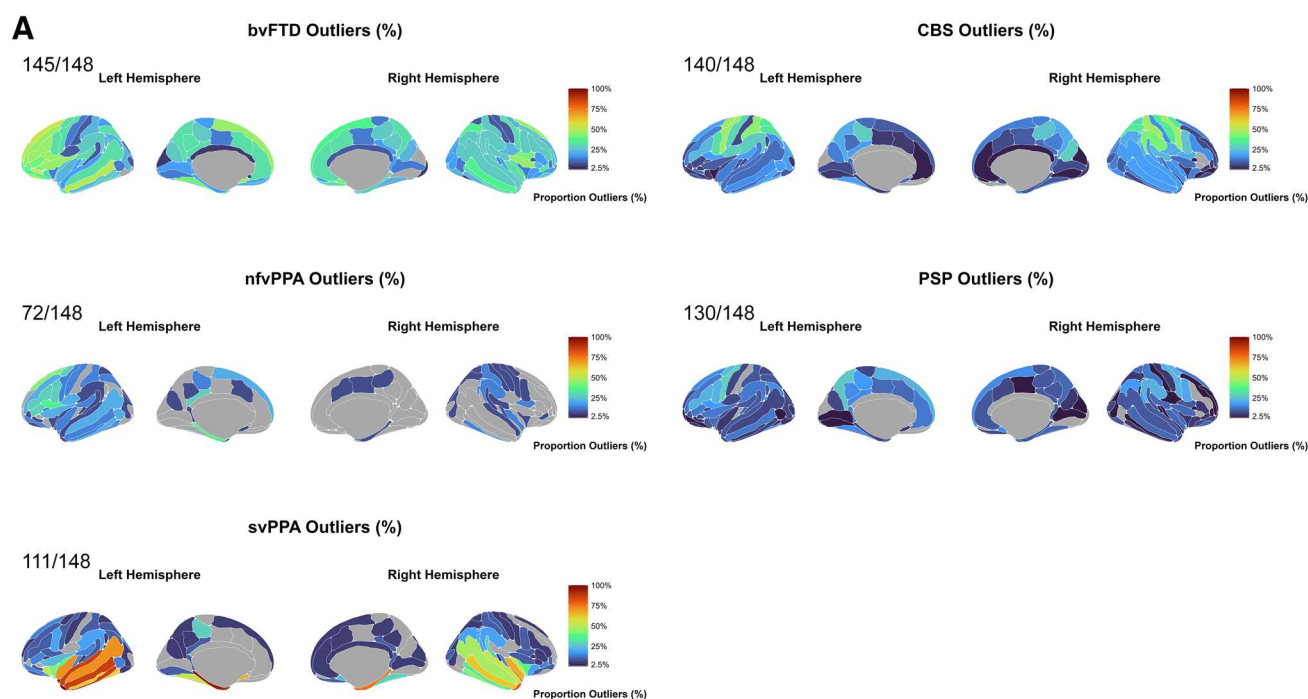 A
bvFTD Outliers (%)
145/148
Left Hemisphere
Right Hemisphere
100%
75%
50%
25%
2.5%
Proportion Outliers (%)
CBS Outliers (%)
140/148
Left Hemisphere
Right Hemisphere
100%
75%
50%
25%
2.5%
Proportion Outliers (%)
nfvPPA Outliers (%)
72/148
Left Hemisphere
Right Hemisphere
100%
75%
50%
25%
2.5%
Proportion Outliers (%)
PSP Outliers (%)
130/148
Left Hemisphere
Right Hemisphere
100%
75%
50%
25%
2.5%
Proportion Outliers (%)
svPPA Outliers (%)
111/148
Left Hemisphere
Right Hemisphere
100%
75%
50%
25%
2.5%
Proportion Outliers (%)